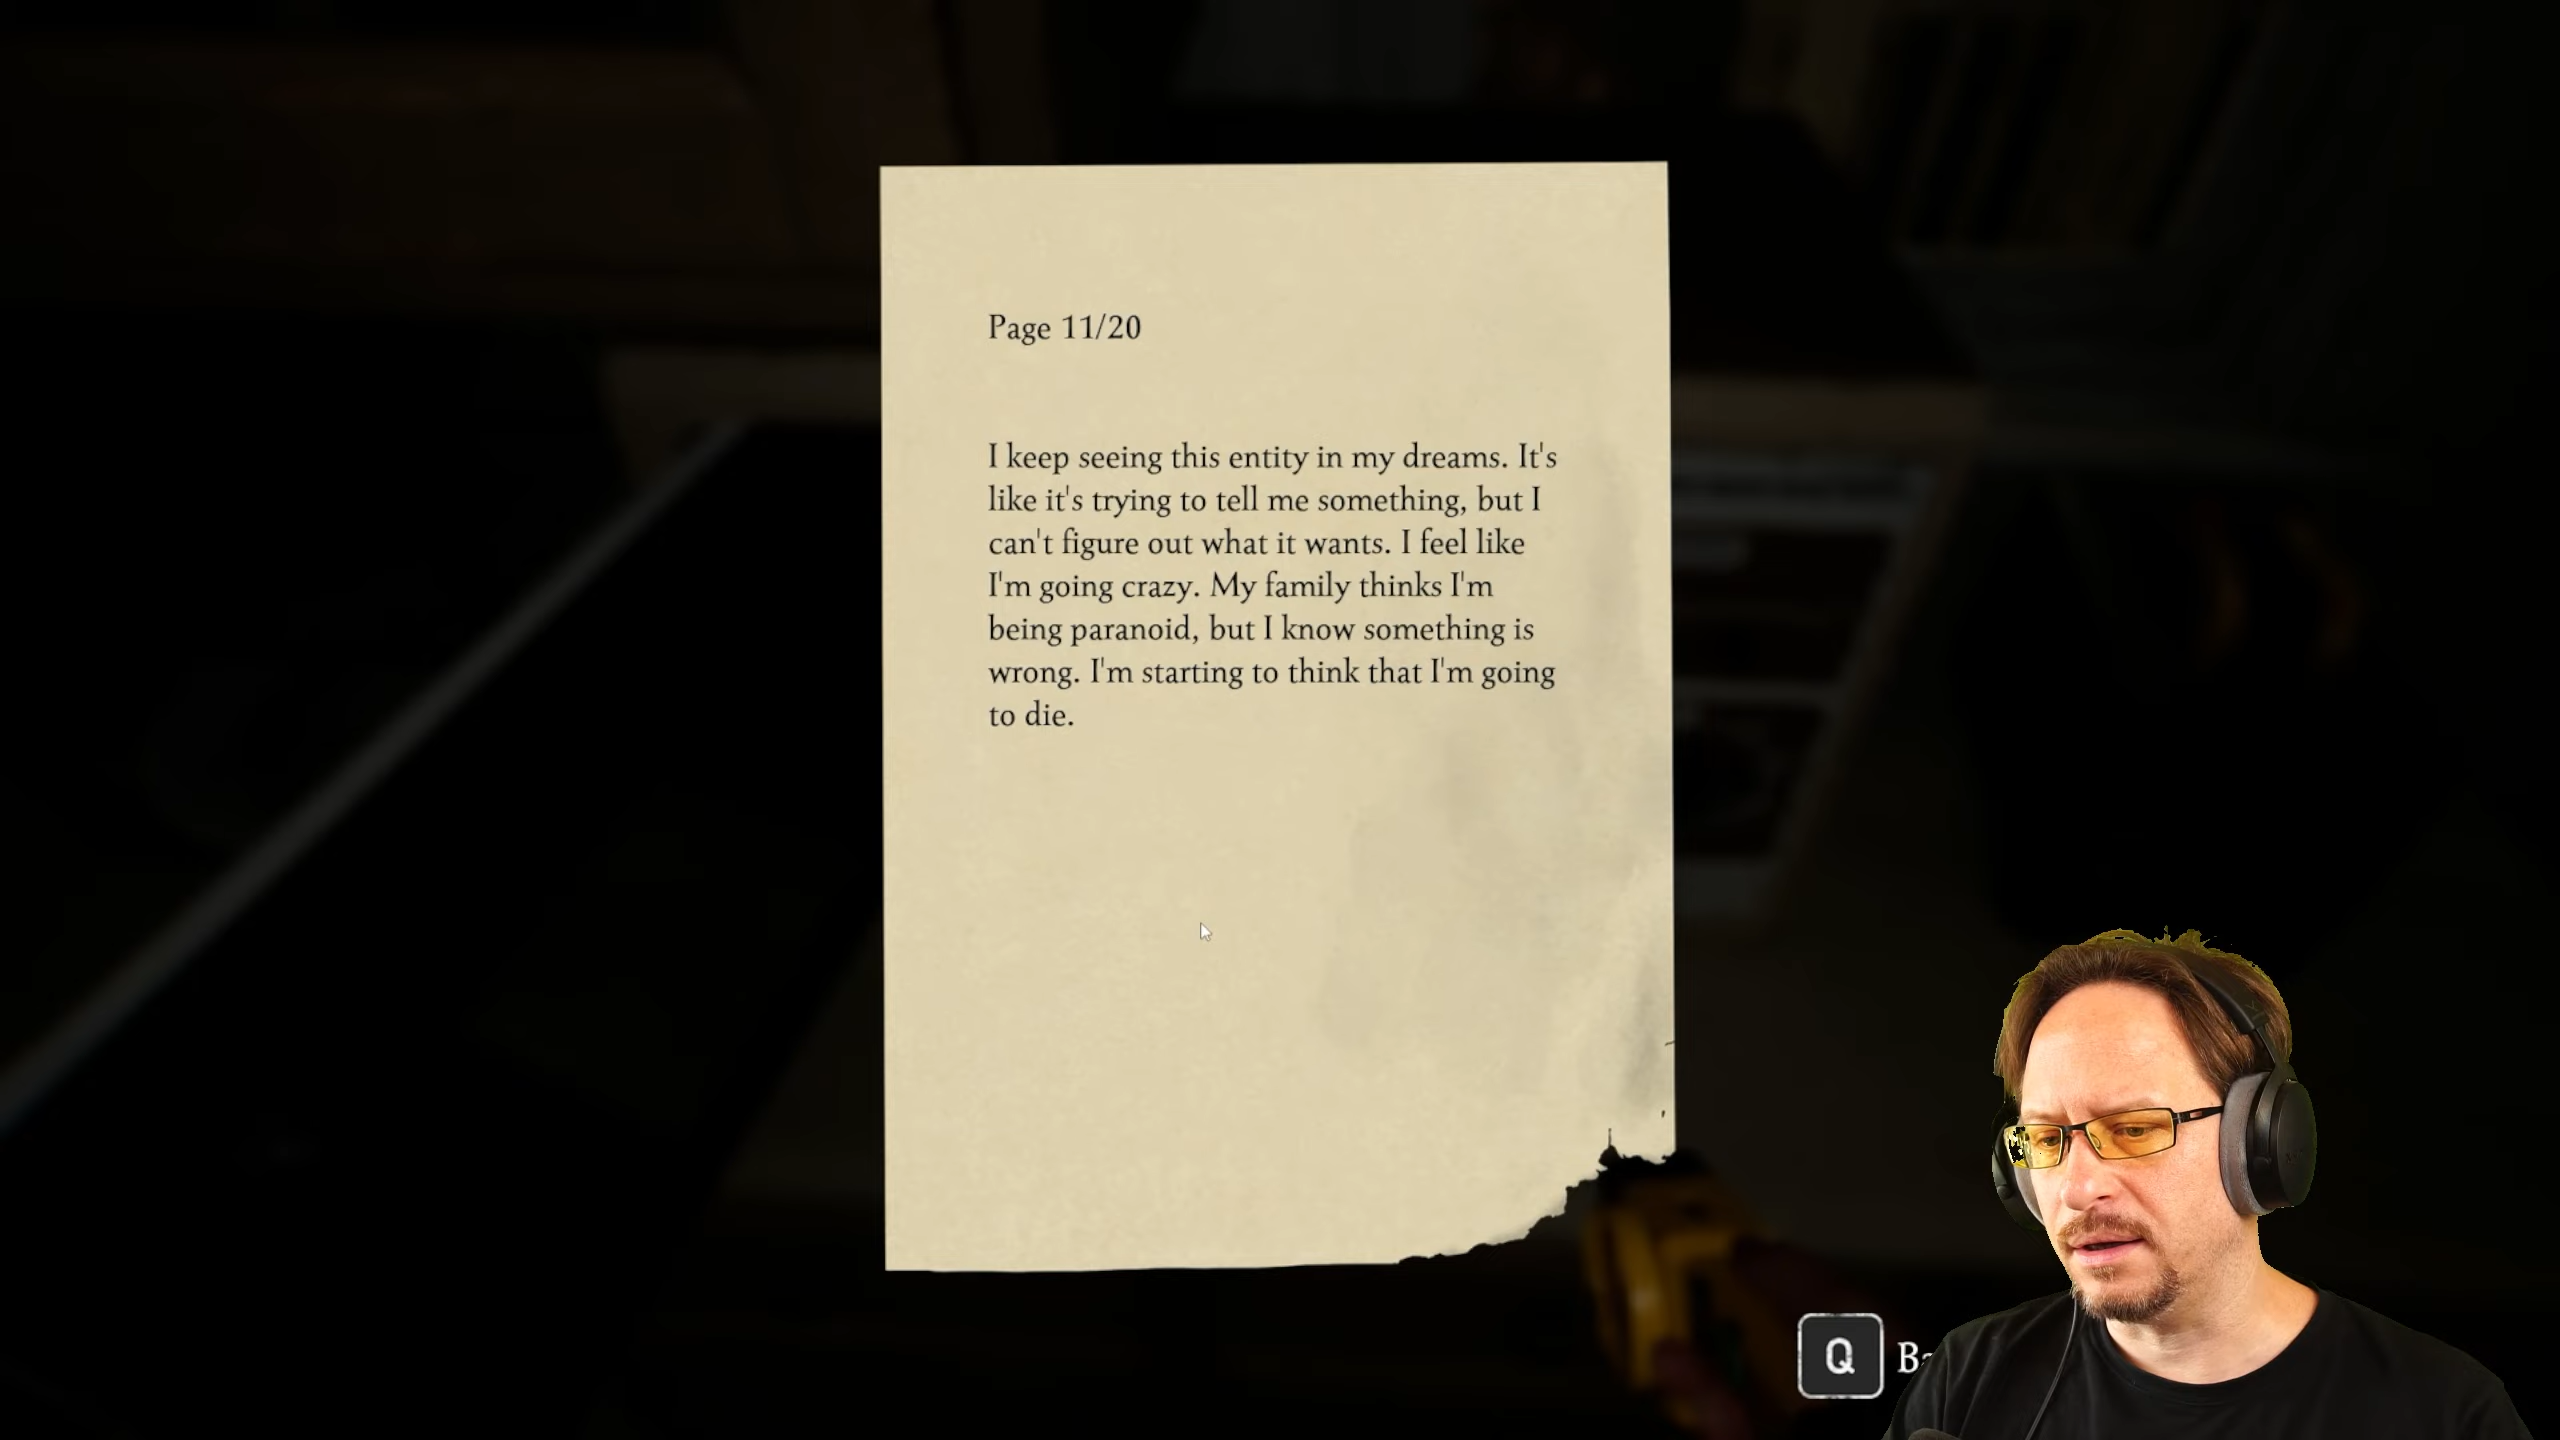 Page 11/20
I keep seeing this entity in my dreams. It's
like it's trying to tell me something, but I
can't figure out what it wants. I feel like
I'm going crazy. My family thinks I'm
being paranoid, but I know something is
wrong. I'm starting to think that I'm going
to die.
Q